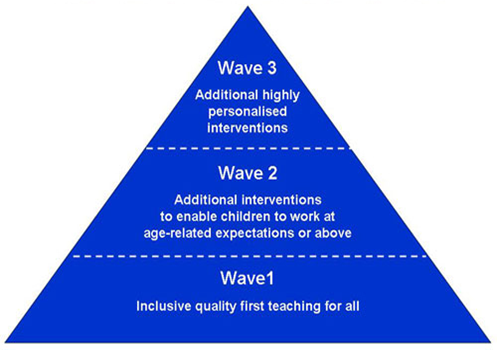 Wave 3
Additional highly
personalised
interventions
Wave 2
Additional interventions
to enable children to work at
age-related expectations or above
Wave1
Inclusive quality first teaching for all